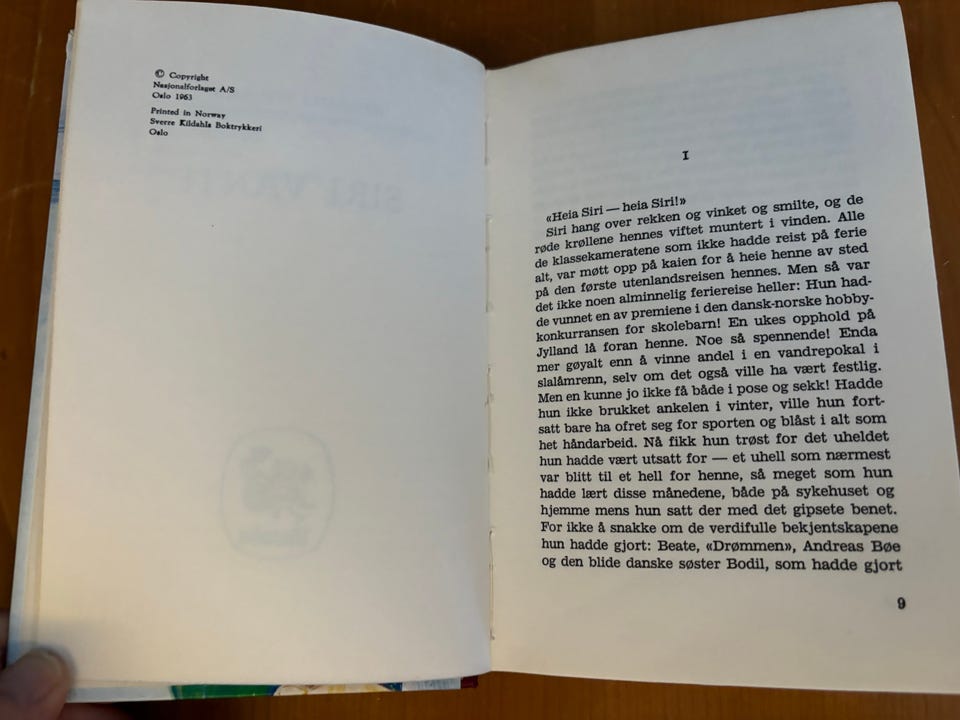 © Copyright
Nasjonalforlaget A/S
Oslo 1963
Printed in Norway
Sverre Kildahls Boktrykkeri
Oslo
I
«Heia Siri — heia Siri!»
Siri hang over rekken og vinket og smilte, og de
røde krøllene hennes viftet muntert i vinden. Alle
de klassekameratene som ikke hadde reist på ferie
alt, var møtt opp på kaien for å heie henne av sted
på den første utenlandsreisen hennes. Men så var
det ikke noen alminnelig feriereise heller: Hun had-
de vunnet en av premiene i den dansk-norske hobby-
konkurransen for skolebarn! En ukes opphold på
Jylland lå foran henne. Noe så spennende! Enda
mer gøyalt enn å vinne andel i en vandrepokal i
slalåmrenn, selv om det også ville ha vært festlig.
Men en kunne jo ikke få både i pose og sekk! Hadde
hun ikke brukket ankelen i vinter, ville hun fort-
satt bare ha ofret seg for sporten og blåst i alt som
het håndarbeid. Nå fikk hun trøst for det uheldet
hun hadde vært utsatt for — et uhell som nærmest
var blitt til et hell for henne, så meget som hun
hadde lært disse månedene, både på sykehuset og
hjemme mens hun satt der med det gipsete benet.
For ikke å snakke om de verdifulle bekjentskapene
hun hadde gjort: Beate, «Drømmen», Andreas Bøe
og den blide danske søster Bodil, som hadde gjort
9